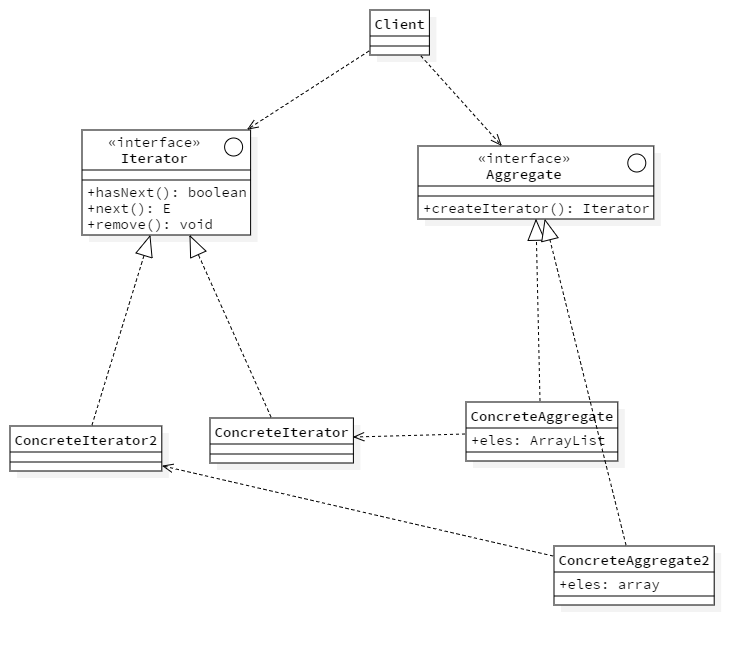 Client
«interface»
Iterator
+hasNext(): boolean
+next(): E
+remove(): void
«interface»
Aggregate
+createIterator(): Iterator
ConcreteIterator2
ConcreteIterator
ConcreteAggregate
+eles: ArrayList
ConcreteAggregate2
+eles: array